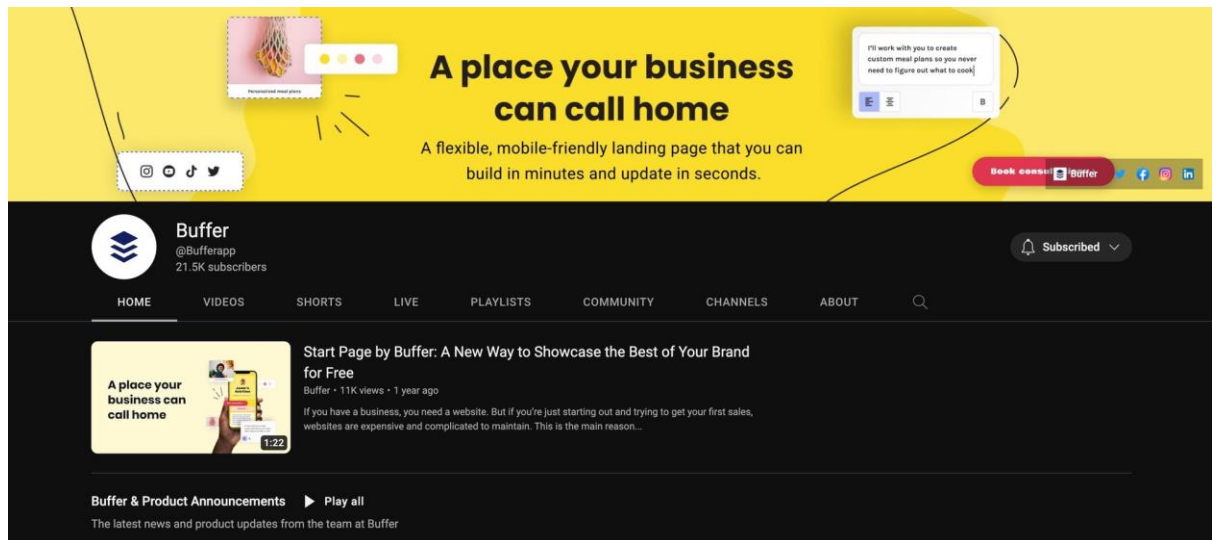 Personalized meal plans
A place your business
can call home
A flexible, mobile-friendly landing page that you can
build in minutes and update in seconds.
I'll work with you to create
custom meal plans so you never
need to figure out what to cook
B
Book
Buffer
Buffer
@Bufferapp
21.5K subscribers
Subscribed
HOME VIDEOS SHORTS LIVE PLAYLISTS COMMUNITY CHANNELS ABOUT
A place your
business can
call home
1:22
Start Page by Buffer: A New Way to Showcase the Best of Your Brand
for Free
Buffer • 11K views • 1 year ago
If you have a business, you need a website. But if you're just starting out and trying to get your first sales,
websites are expensive and complicated to maintain. This is the main reason...
Buffer & Product Announcements Play all
The latest news and product updates from the team at Buffer